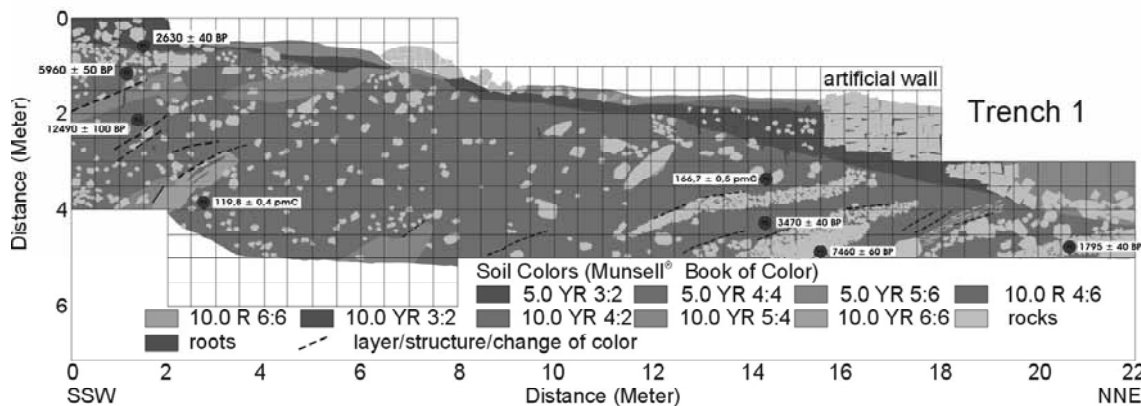 0
2630 ± 40 BP
5960 ± 50 BP
artificial wall
Trench 1
2
12490 ± 100 BP
Distance (Meter)
166,7 ± 0,5 pmC
4
119,8 ± 0,4 pmC
3470 ± 40 BP
7460 ± 60 BP
1795 ± 40 BP
Soil Colors (Munsell® Book of Color)
5.0 YR 3:2 5.0 YR 4:4 5.0 YR 5:6 10.0 R 4:6
6
10.0 R 6:6 10.0 YR 3:2 10.0 YR 4:2 10.0 YR 5:4 10.0 YR 6:6 rocks
roots layer/structure/change of color
0 2 4 6 8 10 12 14 16 18 20 22
SSW Distance (Meter) NNE